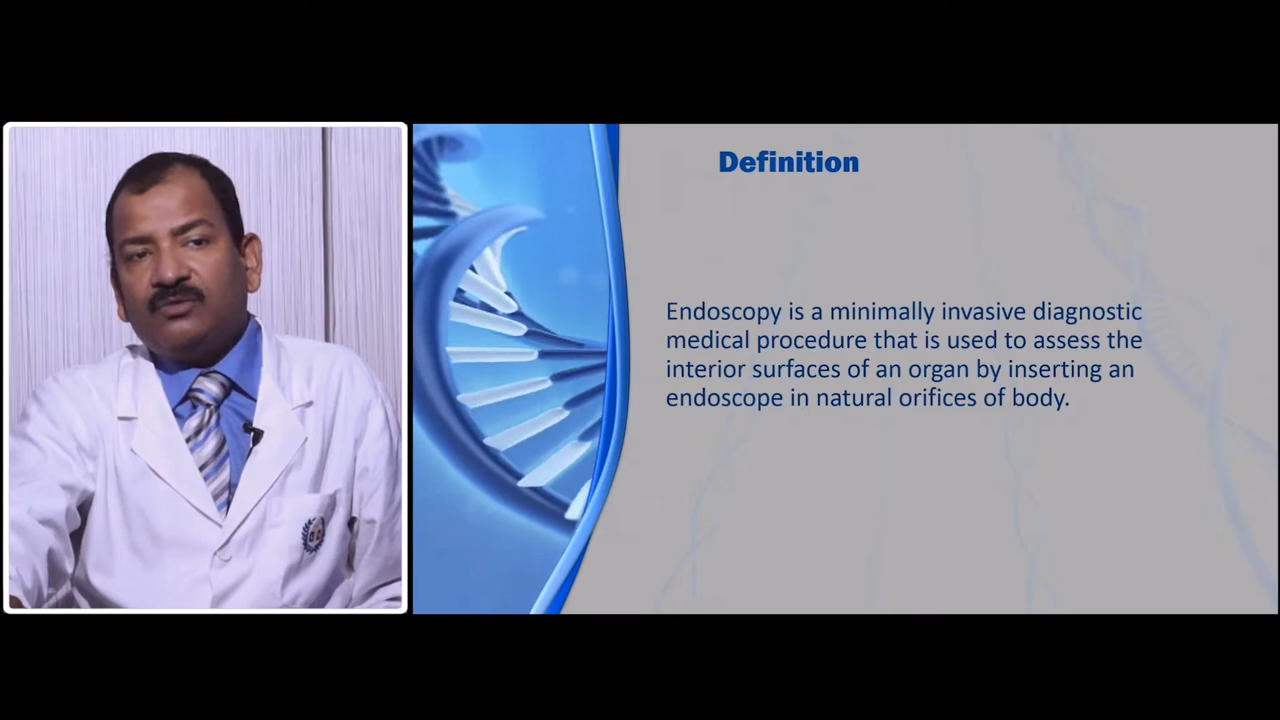 Definition
Endoscopy is a minimally invasive diagnostic
medical procedure that is used to assess the
interior surfaces of an organ by inserting an
endoscope in natural orifices of body.